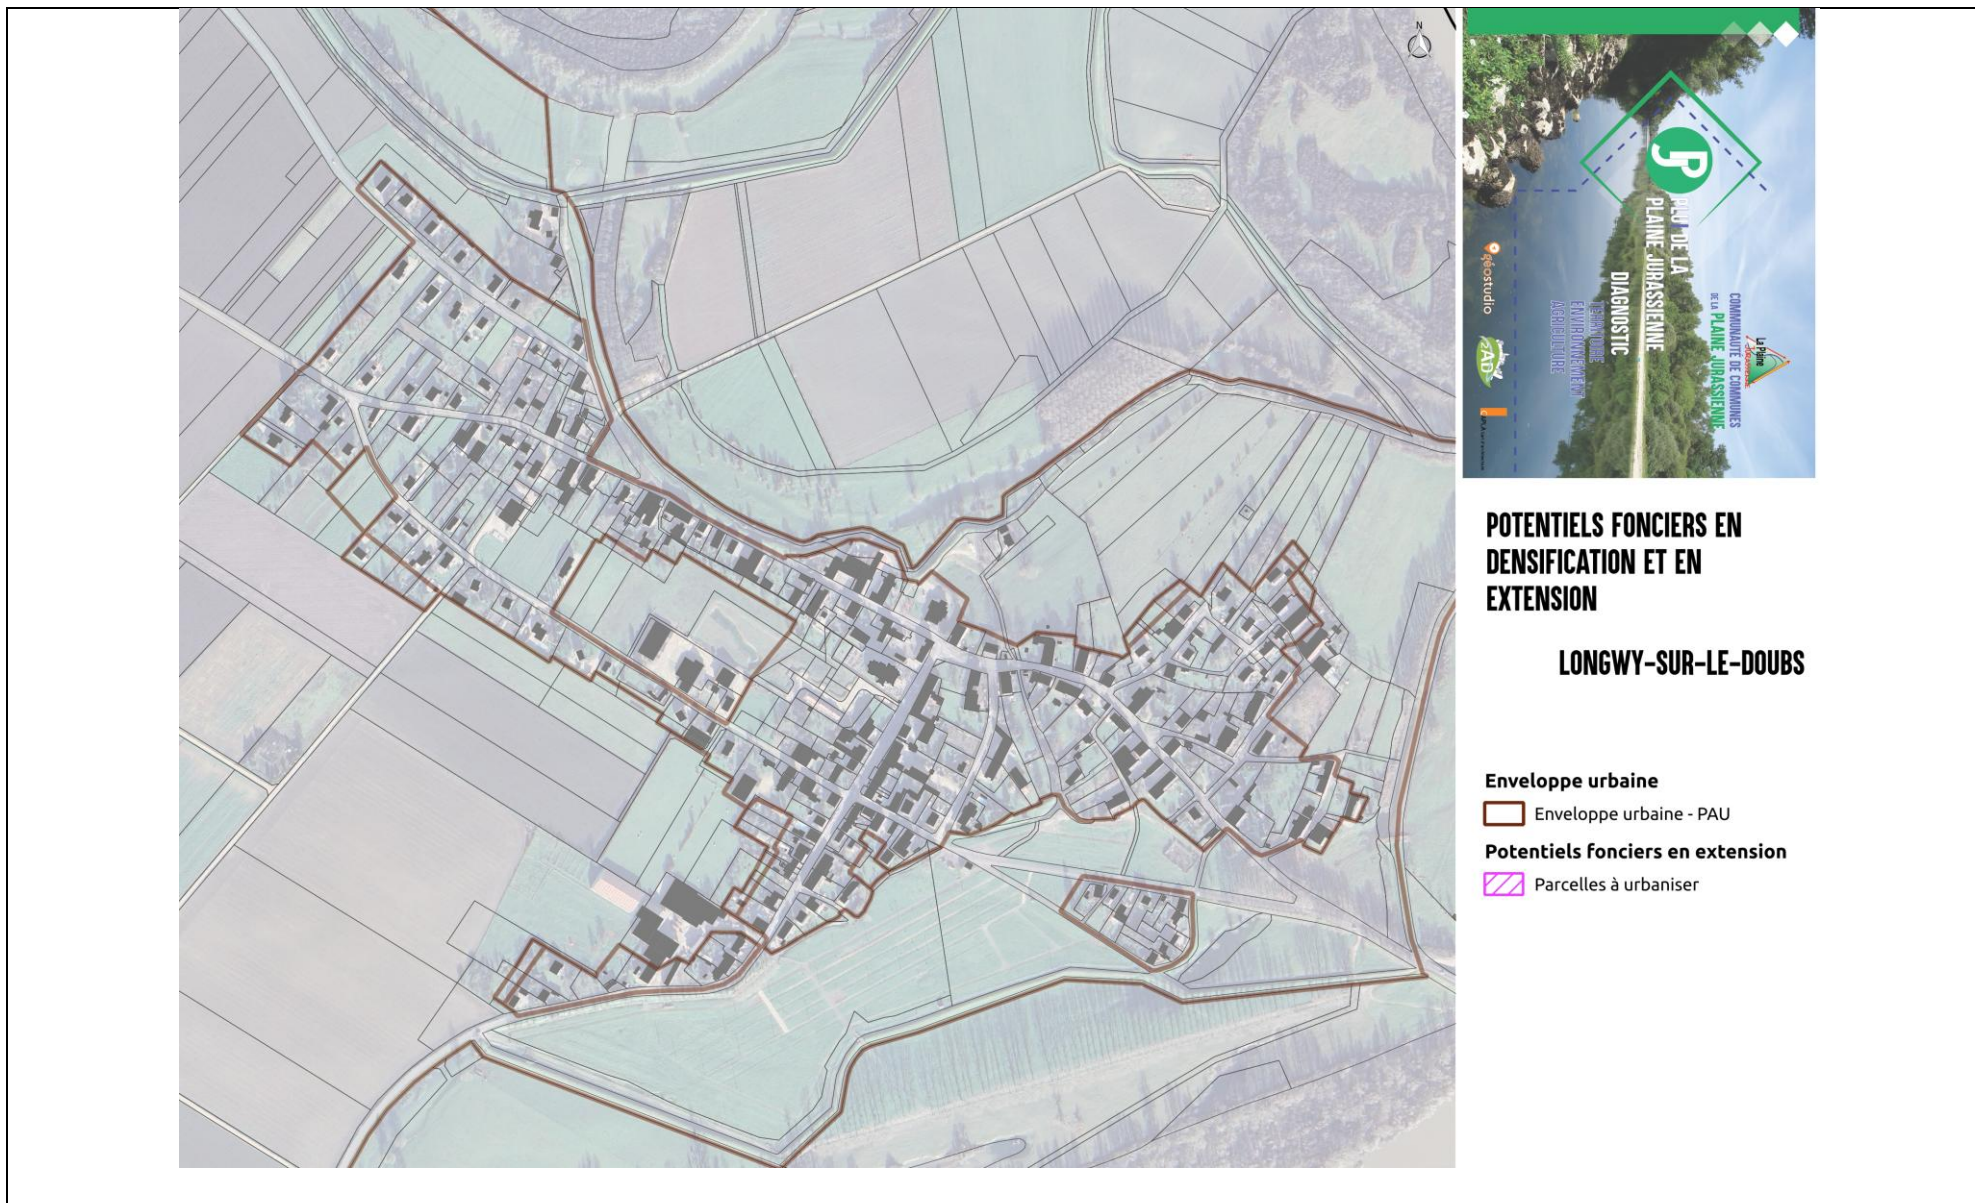 N
PLUi DE LA
PLAINE JURASSIENNE
DIAGNOSTIC
TERRITOIRE
ENVIRONNEMENT
AGRICULTURE
COMMUNAUTÉ DE COMMUNES
DE LA PLAINE JURASSIENNE
La Plaine
géostudio
POTENTIELS FONCIERS EN
DENSIFICATION ET EN
EXTENSION
LONGWY-SUR-LE-DOUBS
Enveloppe urbaine
Enveloppe urbaine - PAU
Potentiels fonciers en extension
Parcelles à urbaniser